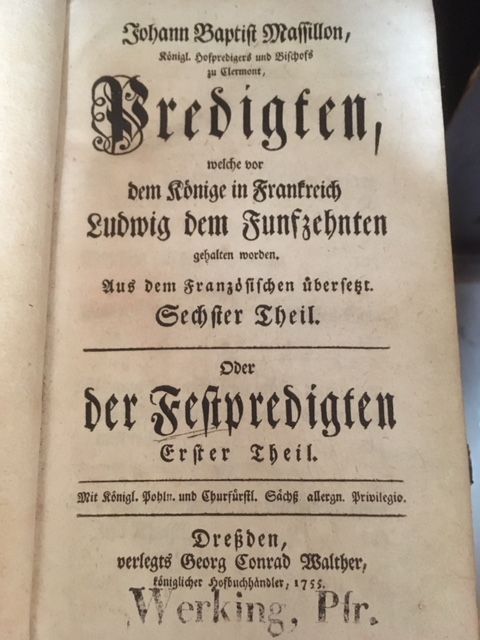 Johann Baptist Massillon,
Königl. Hofpredigers und Bischofs
zu Clermont,
Predigten,
welche vor
dem Könige in Frankreich
Ludwig dem Funfzehnten
gehalten worden.
Aus dem Französischen übersetzt.
Sechster Theil.
Oder
der Festpredigten
Erster Theil.
Mit Königl. Pohln. und Churfürstl. Sächß allergn. Privilegio.
Dreßden,
verlegts Georg Conrad Walther,
königlicher Hofbuchhändler, 1755.
Werking, Pfr.